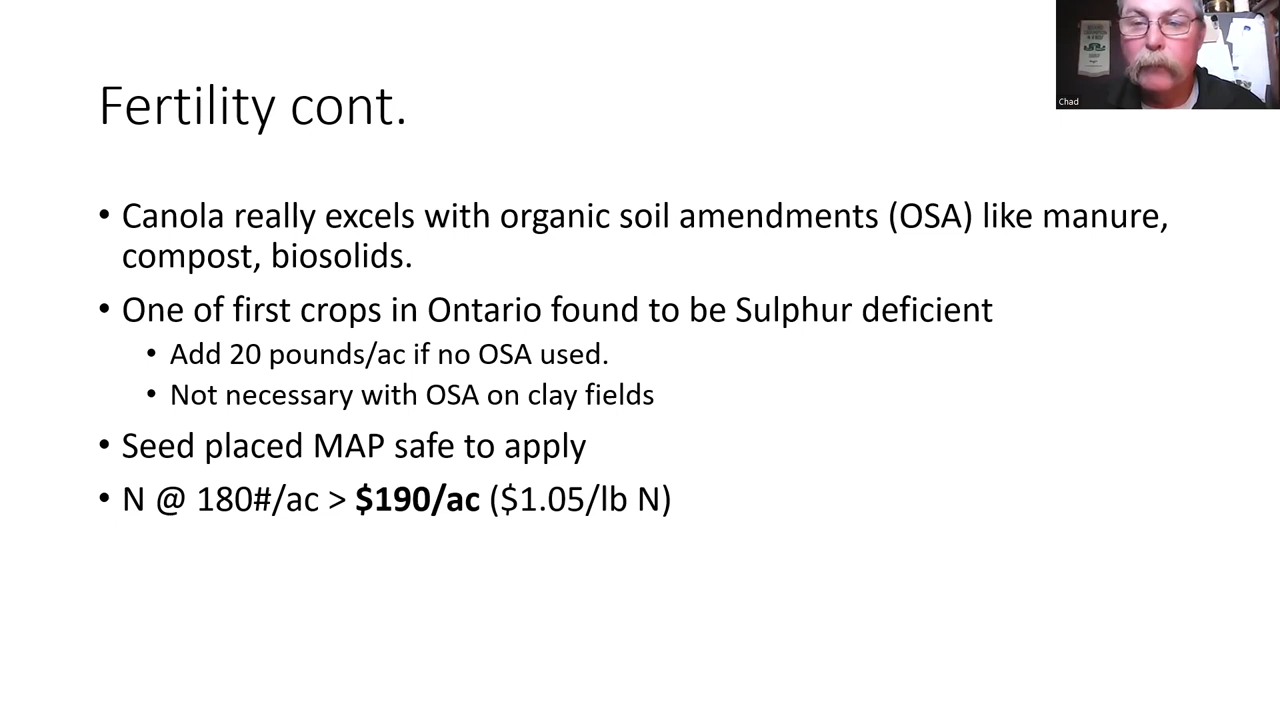 Chad
Fertility cont.
• Canola really excels with organic soil amendments (OSA) like manure,
compost, biosolids.
• One of first crops in Ontario found to be Sulphur deficient
• Add 20 pounds/ac if no OSA used.
• Not necessary with OSA on clay fields
• Seed placed MAP safe to apply
• N @ 180#/ac > $190/ac ($1.05/lb N)